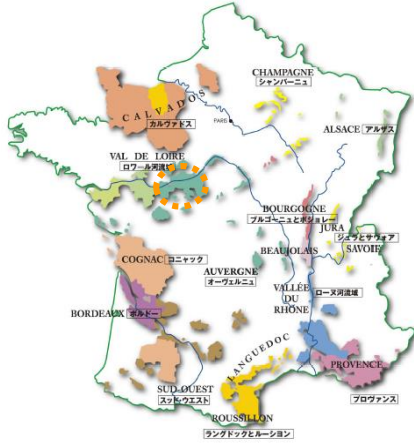 CHAMPAGNE
シャンパーニュ
CALVADOS
カルヴァドス
PARIS
ALSACE アルザス
VAL DE LOIRE
ロワール河流域
BOURGOGNE
ブルゴーニュとボジョレー
JURA
ジュラとサヴォア
SAVOIE
BEAUJOLAIS
COGNAC コニャック
AUVERGNE
オーヴェルニュ
VALLÉE
DU
RHÔNE
ローヌ河流域
BORDEAUX ボルドー
LANGUEDOC
PROVENCE
プロヴァンス
SUD-OUEST
スッド・ウエスト
ROUSSILLON
ラングドックとルーション